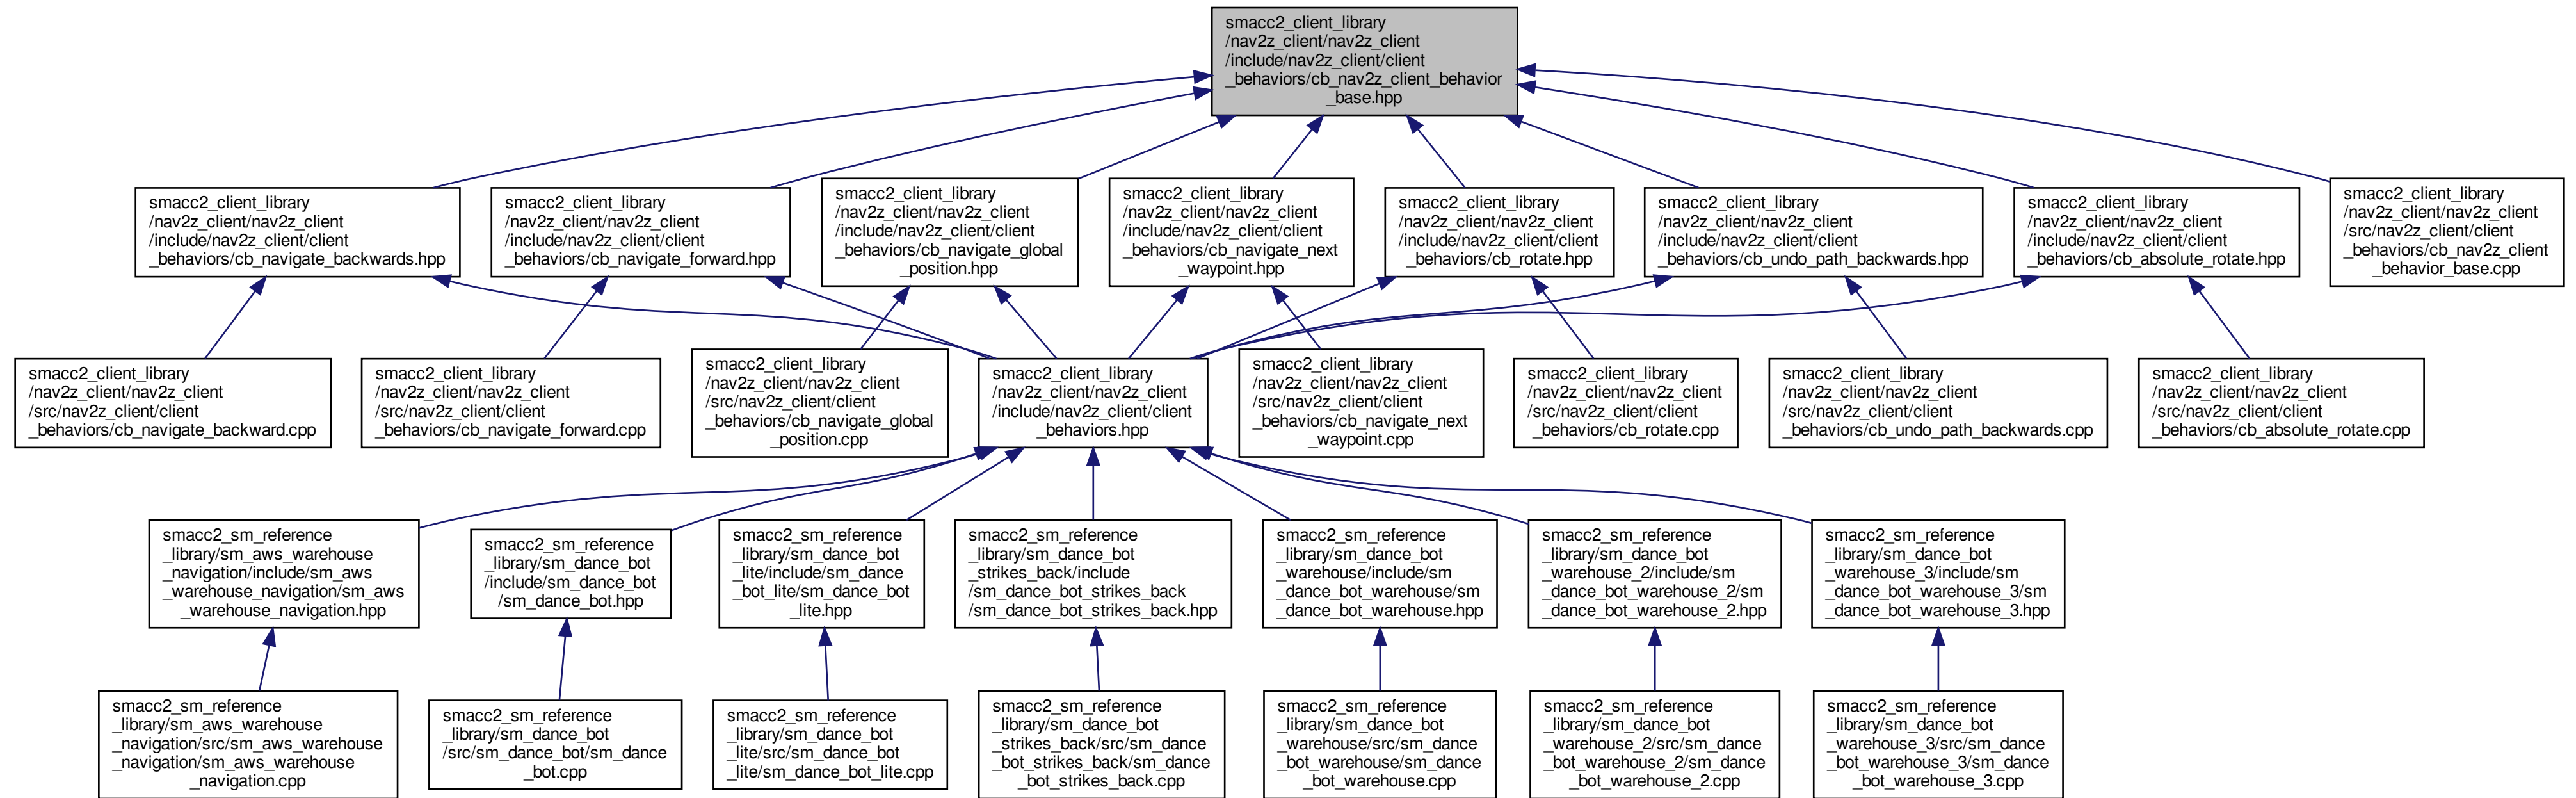 smacc2_client_library
/nav2z_client/nav2z_client
/include/nav2z_client/client
_behaviors/cb_nav2z_client_behavior
_base.hpp
smacc2_client_library
/nav2z_client/nav2z_client
/include/nav2z_client/client
_behaviors/cb_navigate_backwards.hpp
smacc2_client_library
/nav2z_client/nav2z_client
/include/nav2z_client/client
_behaviors/cb_navigate_forward.hpp
smacc2_client_library
/nav2z_client/nav2z_client
/include/nav2z_client/client
_behaviors/cb_navigate_global
_position.hpp
smacc2_client_library
/nav2z_client/nav2z_client
/include/nav2z_client/client
_behaviors/cb_navigate_next
_waypoint.hpp
smacc2_client_library
/nav2z_client/nav2z_client
/include/nav2z_client/client
_behaviors/cb_rotate.hpp
smacc2_client_library
/nav2z_client/nav2z_client
/include/nav2z_client/client
_behaviors/cb_undo_path_backwards.hpp
smacc2_client_library
/nav2z_client/nav2z_client
/include/nav2z_client/client
_behaviors/cb_absolute_rotate.hpp
smacc2_client_library
/nav2z_client/nav2z_client
/src/nav2z_client/client
_behaviors/cb_nav2z_client
_behavior_base.cpp
smacc2_client_library
/nav2z_client/nav2z_client
/src/nav2z_client/client
_behaviors/cb_navigate_backward.cpp
smacc2_client_library
/nav2z_client/nav2z_client
/src/nav2z_client/client
_behaviors/cb_navigate_forward.cpp
smacc2_client_library
/nav2z_client/nav2z_client
/src/nav2z_client/client
_behaviors/cb_navigate_global
_position.cpp
smacc2_client_library
/nav2z_client/nav2z_client
/include/nav2z_client/client
_behaviors.hpp
smacc2_client_library
/nav2z_client/nav2z_client
/src/nav2z_client/client
_behaviors/cb_navigate_next
_waypoint.cpp
smacc2_client_library
/nav2z_client/nav2z_client
/src/nav2z_client/client
_behaviors/cb_rotate.cpp
smacc2_client_library
/nav2z_client/nav2z_client
/src/nav2z_client/client
_behaviors/cb_undo_path_backwards.cpp
smacc2_client_library
/nav2z_client/nav2z_client
/src/nav2z_client/client
_behaviors/cb_absolute_rotate.cpp
smacc2_sm_reference
_library/sm_aws_warehouse
_navigation/include/sm_aws
_warehouse_navigation/sm_aws
_warehouse_navigation.hpp
smacc2_sm_reference
_library/sm_dance_bot
/include/sm_dance_bot
/sm_dance_bot.hpp
smacc2_sm_reference
_library/sm_dance_bot
_lite/include/sm_dance
_bot_lite/sm_dance_bot
_lite.hpp
smacc2_sm_reference
_library/sm_dance_bot
_strikes_back/include
/sm_dance_bot_strikes_back
/sm_dance_bot_strikes_back.hpp
smacc2_sm_reference
_library/sm_dance_bot
_warehouse/include/sm
_dance_bot_warehouse/sm
_dance_bot_warehouse.hpp
smacc2_sm_reference
_library/sm_dance_bot
_warehouse_2/include/sm
_dance_bot_warehouse_2/sm
_dance_bot_warehouse_2.hpp
smacc2_sm_reference
_library/sm_dance_bot
_warehouse_3/include/sm
_dance_bot_warehouse_3/sm
_dance_bot_warehouse_3.hpp
smacc2_sm_reference
_library/sm_aws_warehouse
_navigation/src/sm_aws_warehouse
_navigation/sm_aws_warehouse
_navigation.cpp
smacc2_sm_reference
_library/sm_dance_bot
/src/sm_dance_bot/sm_dance
_bot.cpp
smacc2_sm_reference
_library/sm_dance_bot
_lite/src/sm_dance_bot
_lite/sm_dance_bot_lite.cpp
smacc2_sm_reference
_library/sm_dance_bot
_strikes_back/src/sm_dance
_bot_strikes_back/sm_dance
_bot_strikes_back.cpp
smacc2_sm_reference
_library/sm_dance_bot
_warehouse/src/sm_dance
_bot_warehouse/sm_dance
_bot_warehouse.cpp
smacc2_sm_reference
_library/sm_dance_bot
_warehouse_2/src/sm_dance
_bot_warehouse_2/sm_dance
_bot_warehouse_2.cpp
smacc2_sm_reference
_library/sm_dance_bot
_warehouse_3/src/sm_dance
_bot_warehouse_3/sm_dance
_bot_warehouse_3.cpp